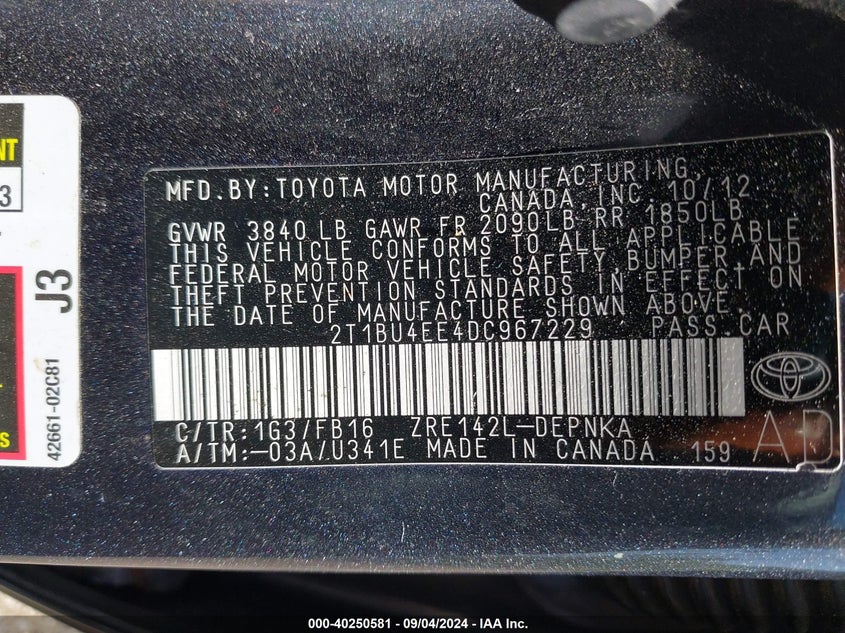 NT
3
J3
42661-02C81
S
MFD.BY:TOYOTA MOTOR MANUFACTURING
CANADA, INC. 10/12
GVWR 3840 LB GAWR FR 2090LB RR 1850LB
THIS VEHICLE CONFORMS TO ALL APPLICABLE
FEDERAL MOTOR VEHICLE SAFETY,BUMPER,AND
THEFT PREVENTION STANDARDS IN EFFECT ON
THE DATE OF MANUFACTURE SHOWN ABOVE.
2T1BU4EE4DC967229 PASS.CAR
C/TR:1G3/FB16 ZRE142L-DEPNKA
A/TM:-03A/U341E MADE IN CANADA 159
AD
000-40250581 - 09/04/2024 - IAA Inc.